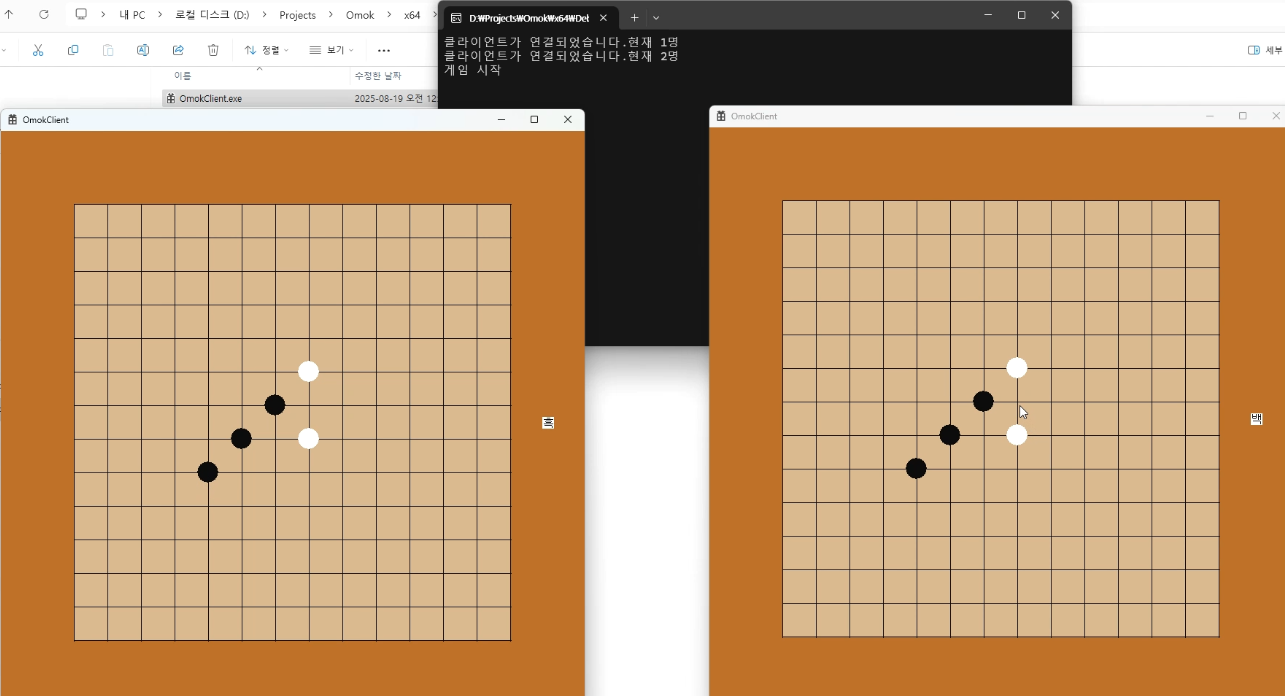 내 PC > 로컬 디스크 (D:) > Projects > Omok > x64 >
정렬 보기 ... 세부
이름 수정한 날짜
OmokClient.exe 2025-08-19 오전 12:
D:₩Projects₩Omok₩x64₩Del
클라이언트가 연결되었습니다.현재 1명
클라이언트가 연결되었습니다.현재 2명
게임 시작
OmokClient
흑
OmokClient
백